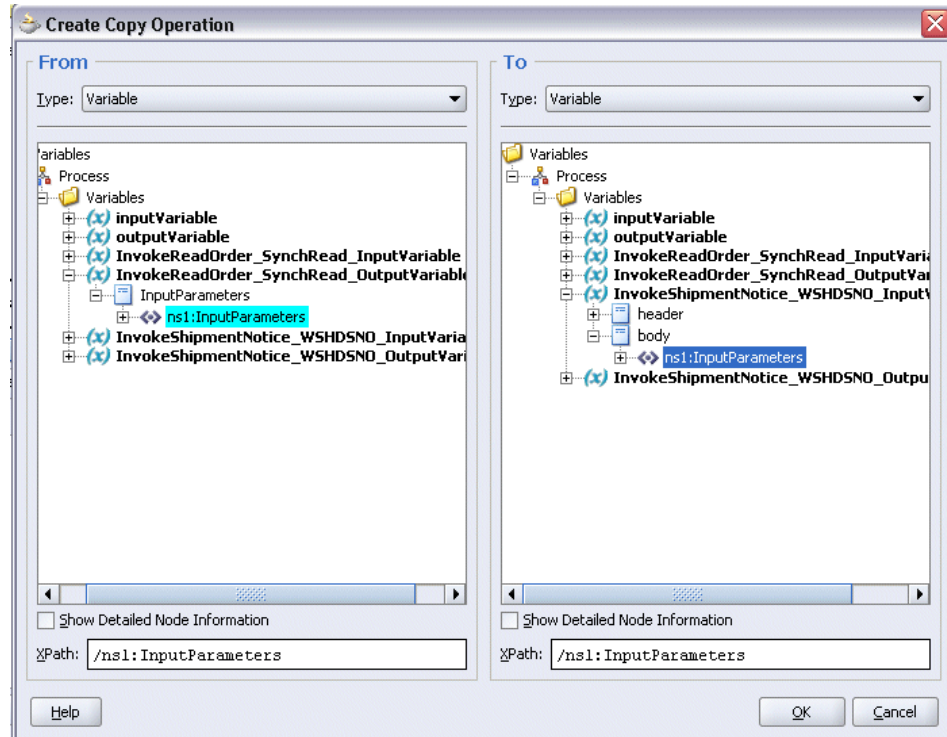 Create Copy Operation
From
Type: Variable
'ariables
Process
Variables
inputVariable
outputVariable
InvokeReadOrder_SynchRead_InputVariable
InvokeReadOrder_SynchRead_OutputVariable
InputParameters
ns1:InputParameters
InvokeShipmentNotice_WSHDSNO_InputVaria
InvokeShipmentNotice_WSHDSNO_OutputVari
Show Detailed Node Information
XPath: /ns1:InputParameters
To
Type: Variable
Variables
Process
Variables
inputVariable
outputVariable
InvokeReadOrder_SynchRead_InputVaria
InvokeReadOrder_SynchRead_OutputVar
InvokeShipmentNotice_WSHDSNO_InputV
header
body
ns1:InputParameters
InvokeShipmentNotice_WSHDSNO_Outpu
Show Detailed Node Information
XPath: /ns1:InputParameters
Help
OK
Cancel